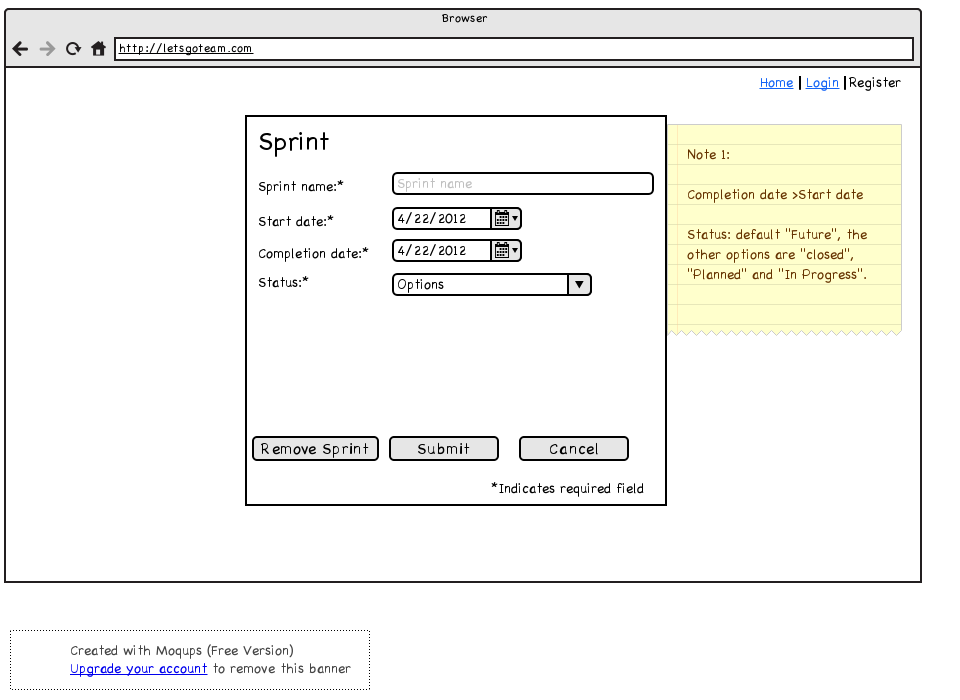 Browser
http://letsgoteam.com
Home | Login | Register
Sprint
Sprint name:* Sprint name
Start date:* 4/22/2012
Completion date:* 4/22/2012
Status:* Options
Remove Sprint Submit Cancel
*Indicates required field
Note 1:
Completion date >Start date
Status: default "Future", the
other options are "closed",
"Planned" and "In Progress".
Created with Moqups (Free Version)
Upgrade your account to remove this banner